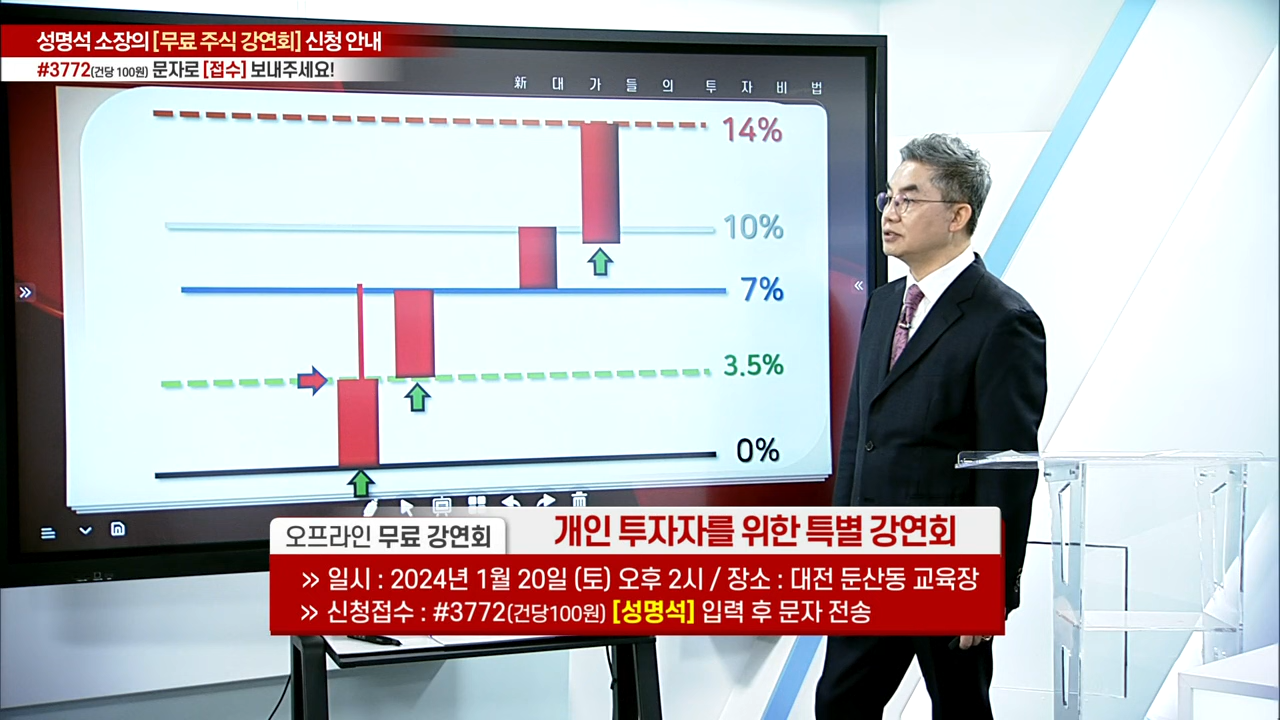 성명석 소장의 [무료 주식 강연회] 신청 안내
#3772(건당 100원) 문자로 [접수] 보내주세요!
新대가들의투자비법
14%
10%
7%
3.5%
0%
오프라인 무료 강연회
개인 투자자를 위한 특별 강연회
» 일시 : 2024년 1월 20일 (토) 오후 2시 / 장소 : 대전 둔산동 교육장
» 신청접수 : #3772(건당100원) [성명석] 입력 후 문자 전송